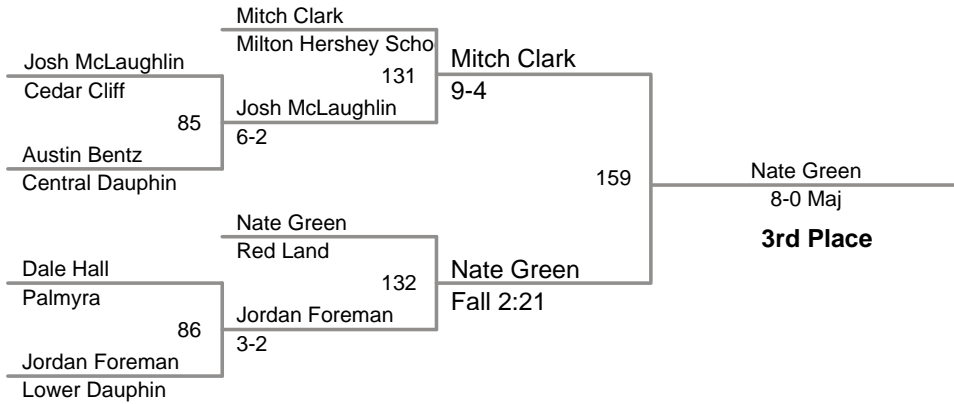 Mitch Clark
Milton Hershey Scho
Josh McLaughlin
Cedar Cliff
131
Mitch Clark
9-4
85
Josh McLaughlin
6-2
Austin Bentz
Central Dauphin
159
Nate Green
8-0 Maj
3rd Place
Nate Green
Red Land
Dale Hall
Palmyra
132
Nate Green
Fall 2:21
86
Jordan Foreman
3-2
Jordan Foreman
Lower Dauphin